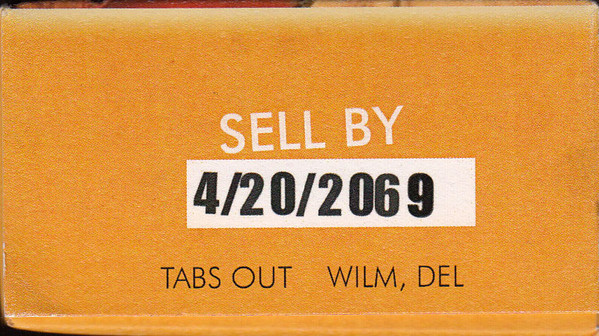 SELL BY
4/20/2069
TABS OUT WILM, DEL